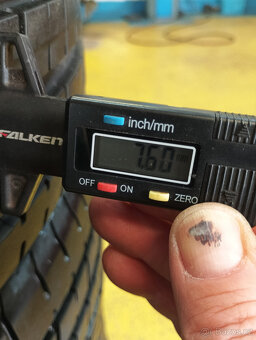 FALKEN
inch/mm
7.60
OFF ON
ZERO